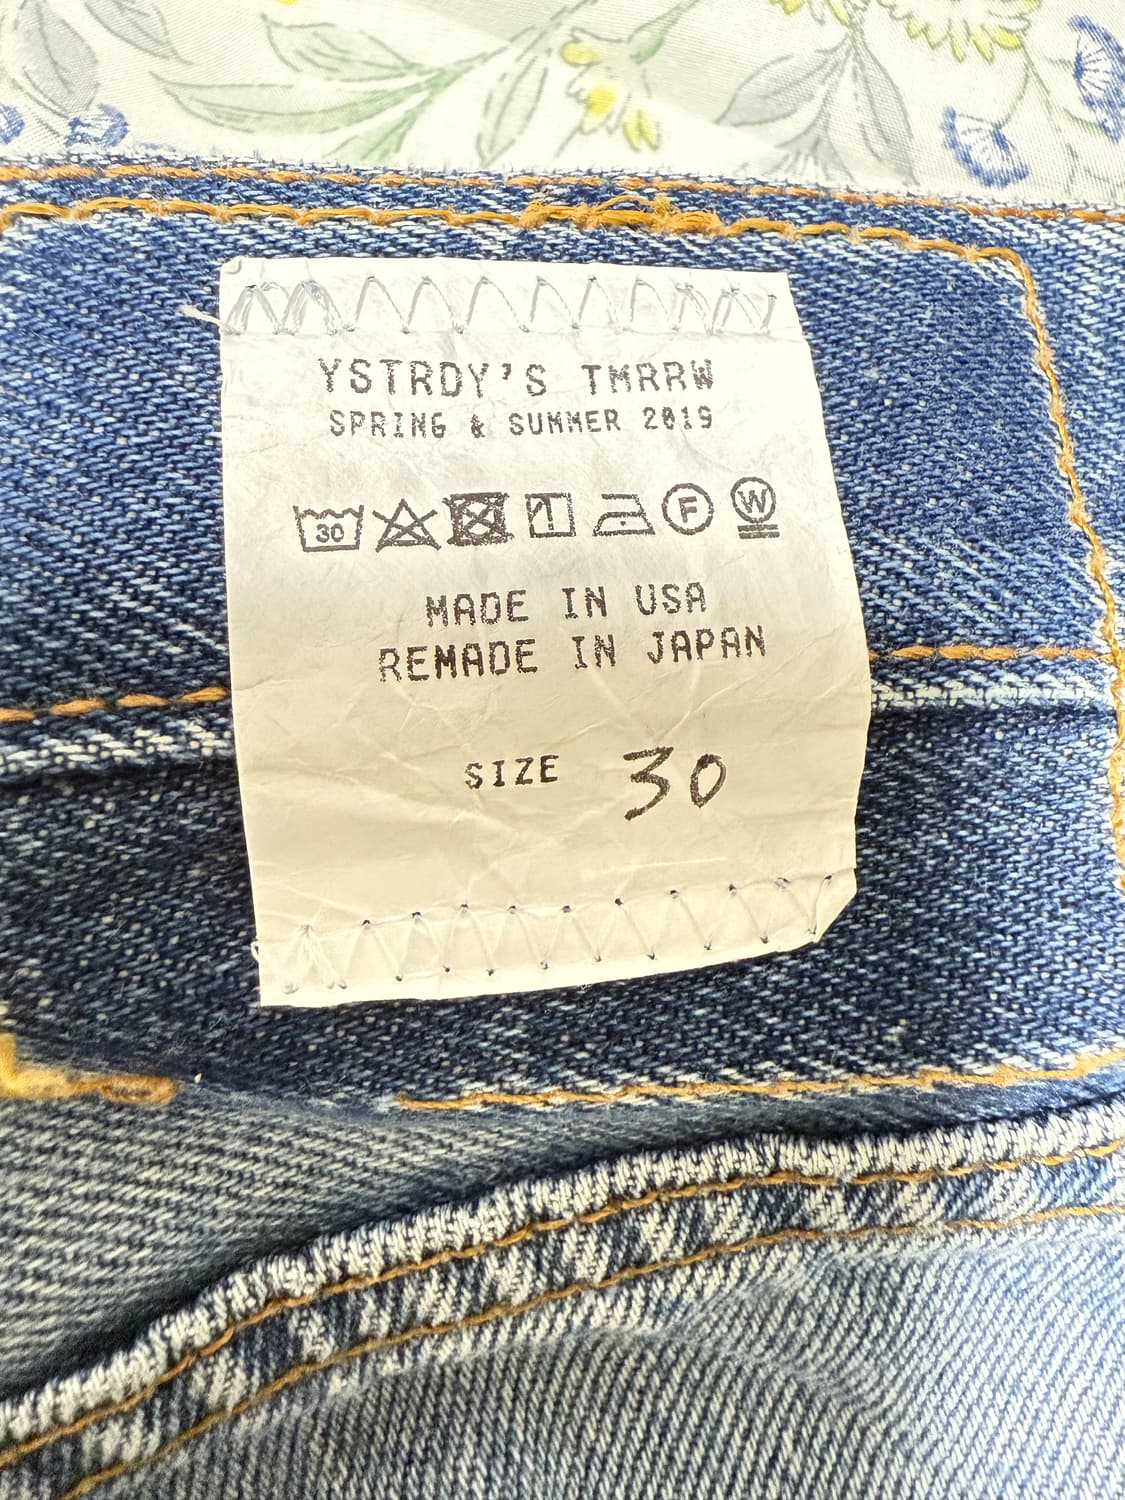 YSTRDY'S TMRRW
SPRING & SUMMER 2019
30 F W
MADE IN USA
REMADE IN JAPAN
SIZE 30